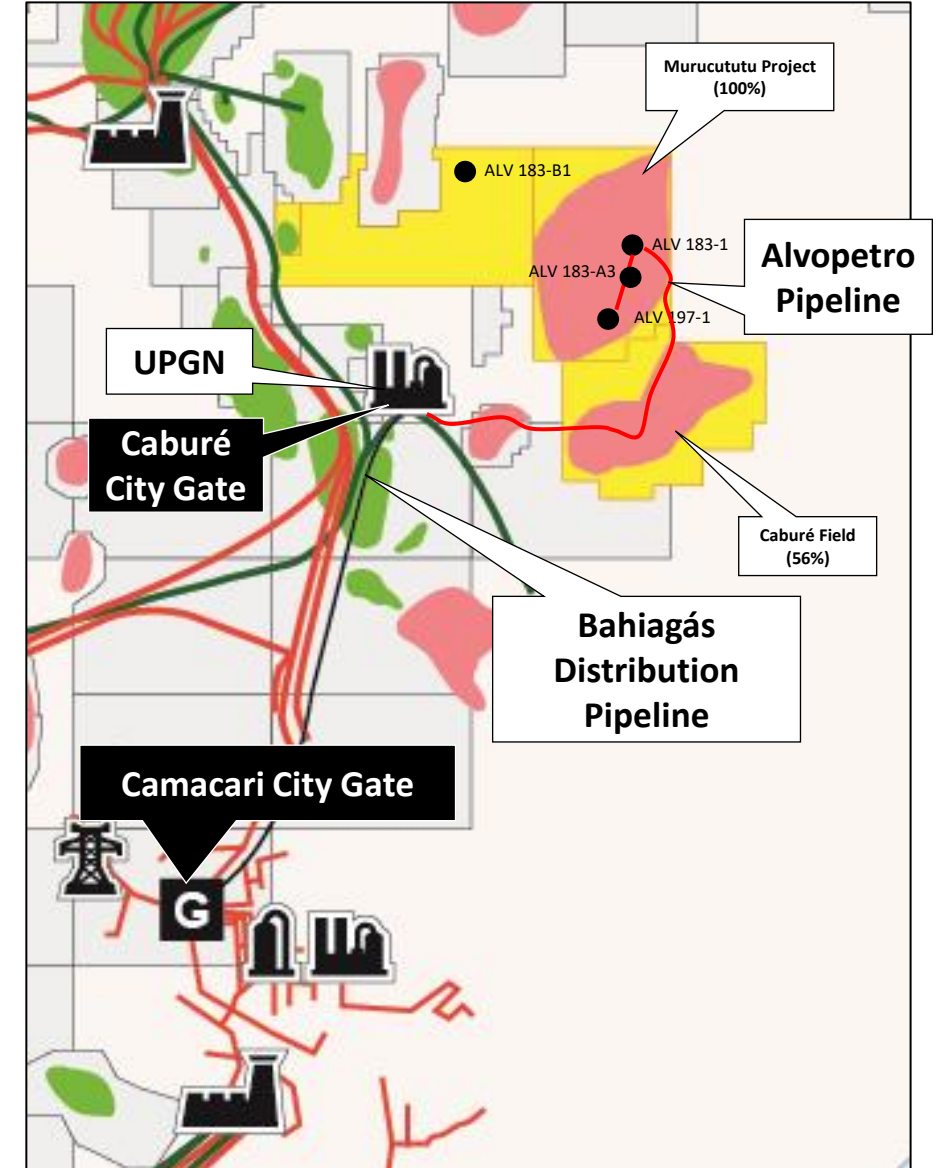 Murucututu Project
(100%)
ALV 183-B1
ALV 183-1
Alvopetro
Pipeline
ALV 183-A3
ALV 197-1
UPGN
Caburé
City Gate
Caburé Field
(56%)
Bahiagás
Distribution
Pipeline
Camacari City Gate
G